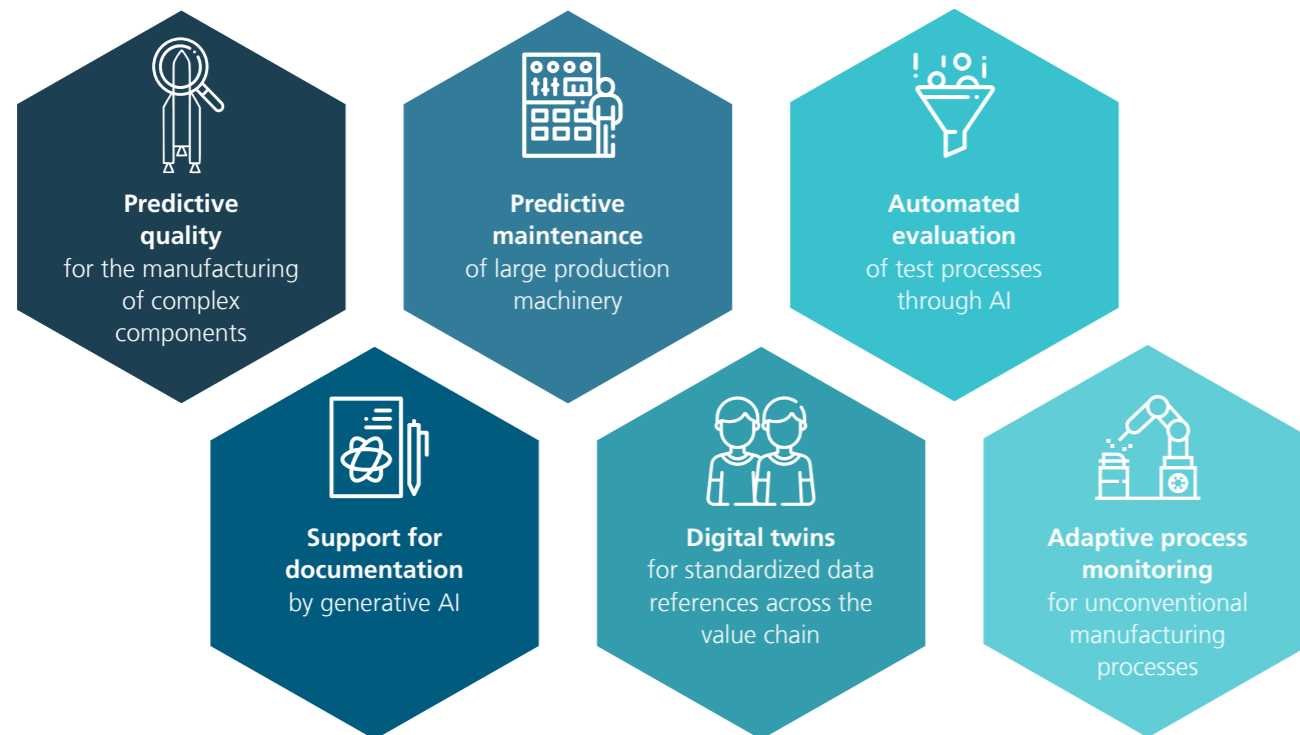 Predictive
quality
for the manufacturing
of complex
components
Predictive
maintenance
of large production
machinery
Automated
evaluation
of test processes
through AI
Support for
documentation
by generative AI
Digital twins
for standardized data
references across the
value chain
Adaptive process
monitoring
for unconventional
manufacturing
processes